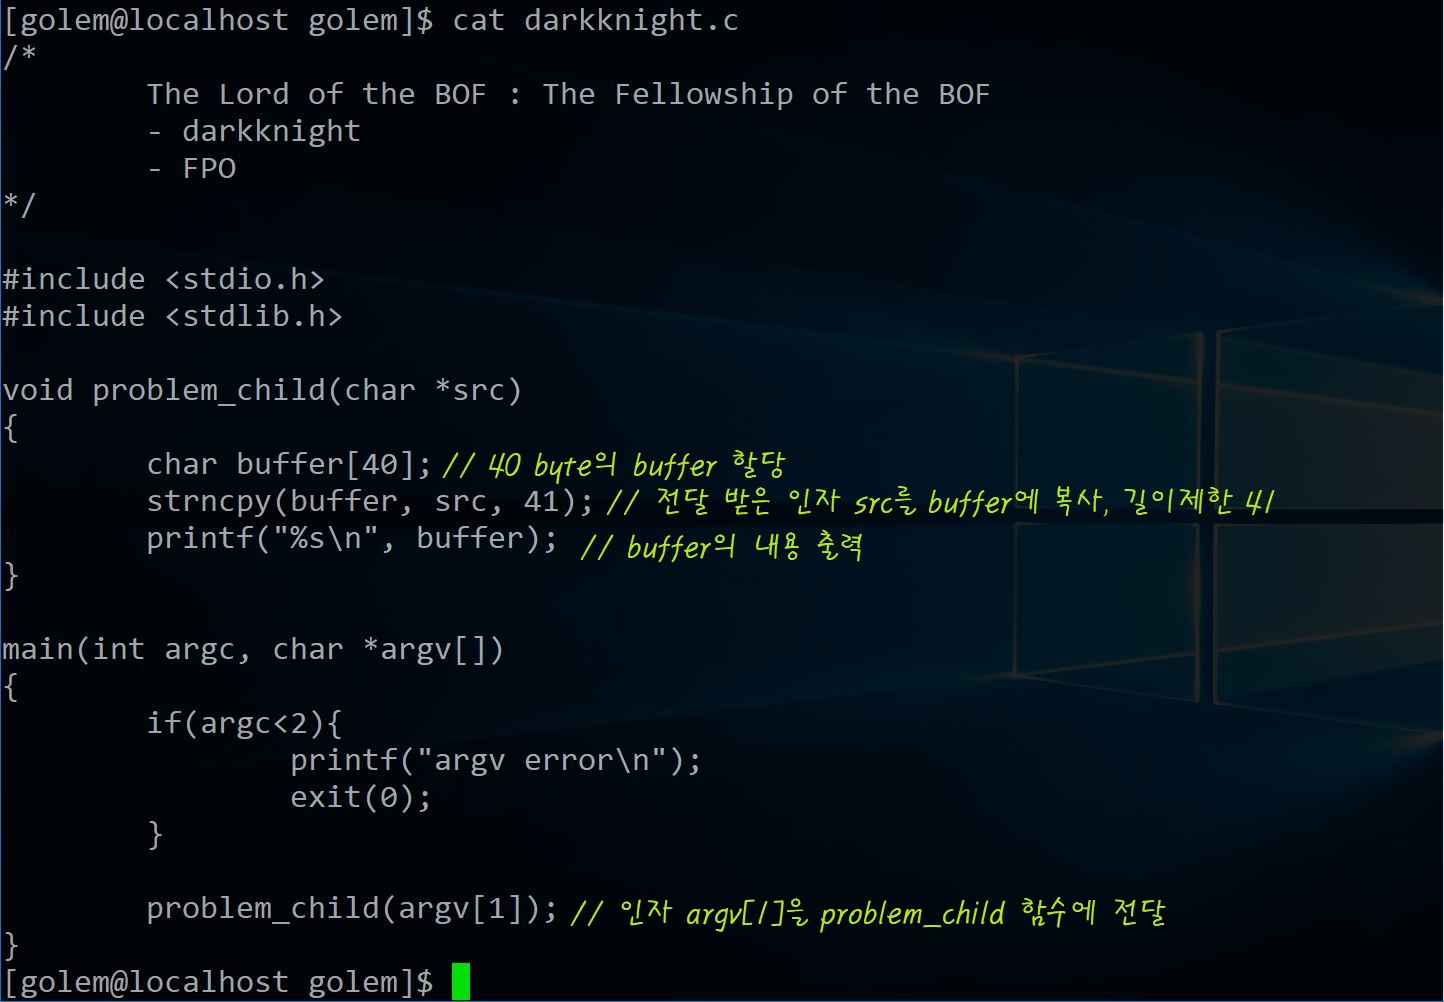 [golem@localhost golem]$ cat darkknight.c
/*
The Lord of the BOF : The Fellowship of the BOF
- darkknight
- FPO
*/
#include <stdio.h>
#include <stdlib.h>
void problem_child(char *src)
{
char buffer[40]; // 40 byte의 buffer 할당
strncpy(buffer, src, 41); // 전달 받은 인자 src를 buffer에 복사, 길이제한 41
printf("%s\n", buffer); // buffer의 내용 출력
}
main(int argc, char *argv[])
{
if(argc<2){
printf("argv error\n");
exit(0);
}
problem_child(argv[1]); // 인자 argv[1]을 problem_child 함수에 전달
}
[golem@localhost golem]$